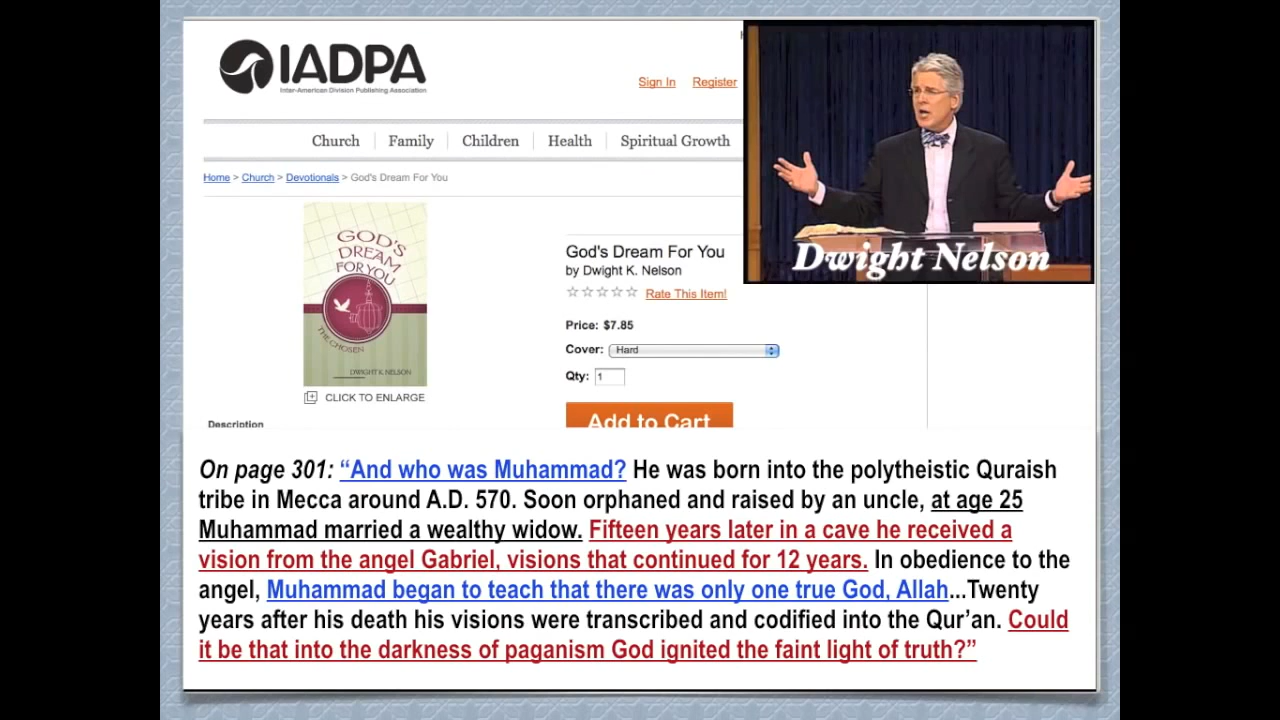 IADPA
Inter-American Division Publishing Association
Sign In Register
Church Family Children Health Spiritual Growth
Home > Church > Devotionals > God's Dream For You
GOD'S
DREAM
FOR YOU
THE CHOSEN
DWIGHT K. NELSON
CLICK TO ENLARGE
Description
God's Dream For You
by Dwight K. Nelson
Rate This Item!
Price: $7.85
Cover: Hard
Qty: 1
Add to Cart
Dwight Nelson
On page 301: “And who was Muhammad? He was born into the polytheistic Quraish
tribe in Mecca around A.D. 570. Soon orphaned and raised by an uncle, at age 25
Muhammad married a wealthy widow. Fifteen years later in a cave he received a
vision from the angel Gabriel, visions that continued for 12 years. In obedience to the
angel, Muhammad began to teach that there was only one true God, Allah...Twenty
years after his death his visions were transcribed and codified into the Qur’an. Could
it be that into the darkness of paganism God ignited the faint light of truth?”